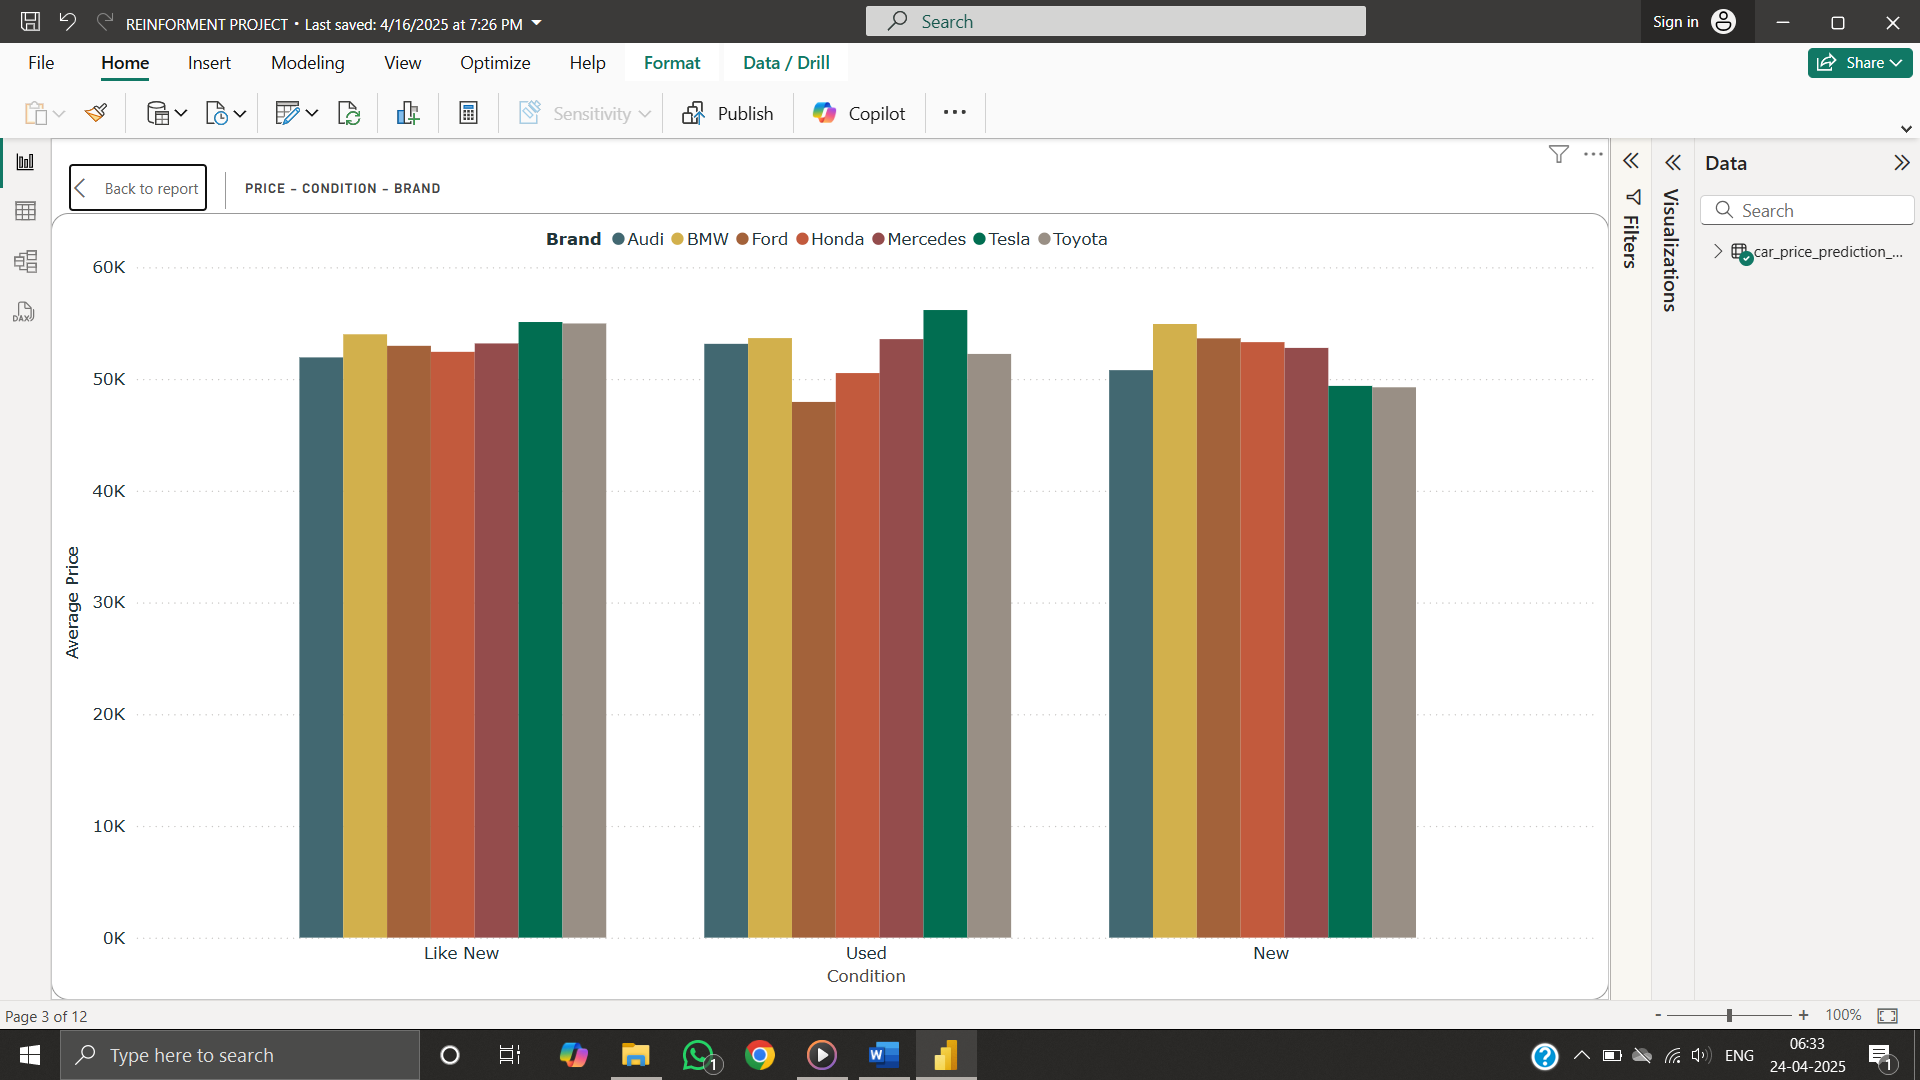 REINFORMENT PROJECT • Last saved: 4/16/2025 at 7:26 PM
Search
Sign in
File Home Insert Modeling View Optimize Help Format Data / Drill
Share
Sensitivity
Publish
Copilot
Back to report
PRICE - CONDITION - BRAND
Brand Audi BMW Ford Honda Mercedes Tesla Toyota
60K
50K
40K
30K
20K
10K
0K
Average Price
Like New Used New
Condition
Filters
Visualizations
Data
Search
car_price_prediction_...
DAX
Page 3 of 12
- + 100%
Type here to search
1
ENG
06:33
24-04-2025
1